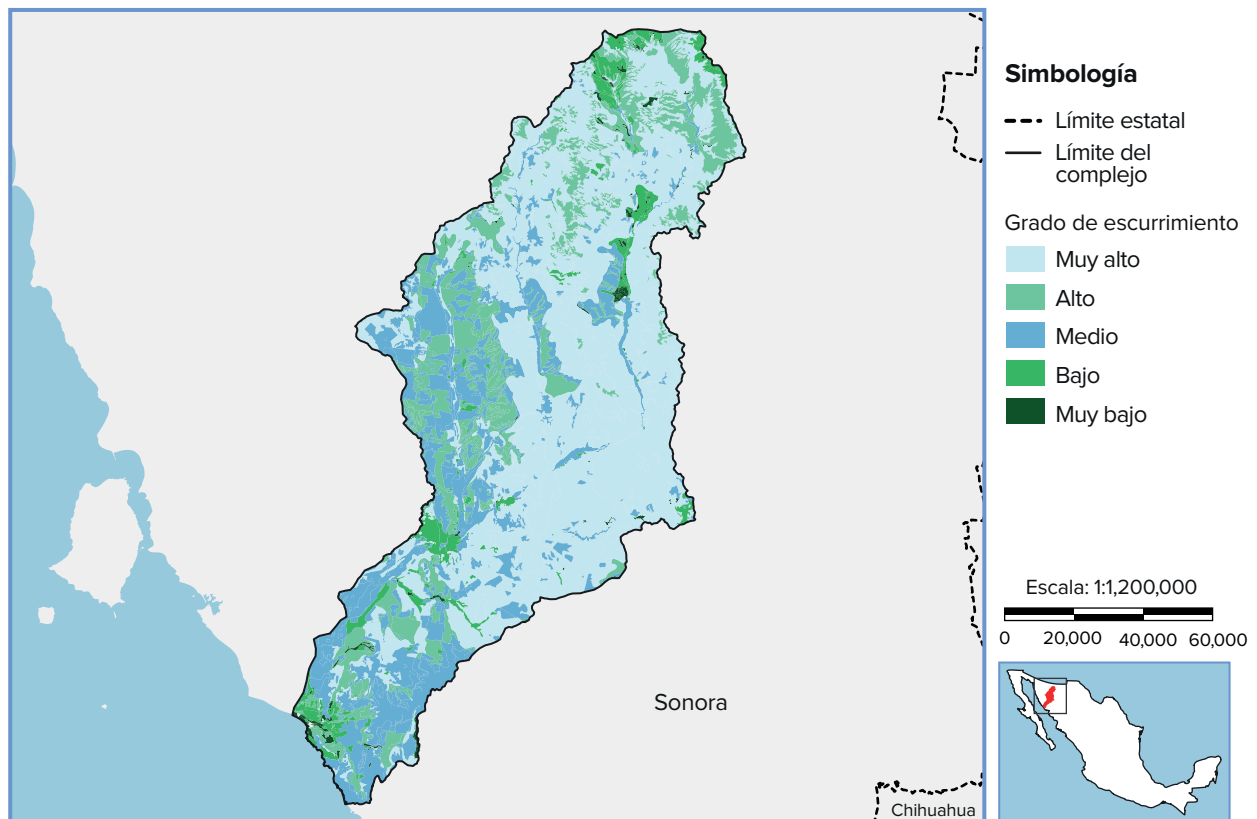 Simbología
Límite estatal
Límite del
complejo
Grado de escurrimiento
Muy alto
Alto
Medio
Bajo
Muy bajo
Escala: 1:1,200,000
0 20,000 40,000 60,000
Sonora
Chihuahua